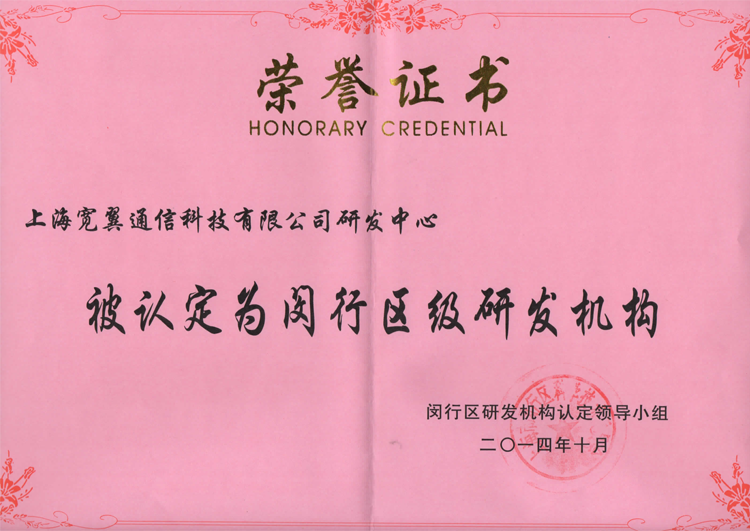 荣誉证书
HONORARY CREDENTIAL
上海宽翼通信科技有限公司研发中心
被认定为闵行区级研发机构
闵行区研发机构认定领导小组
二〇一四年十月